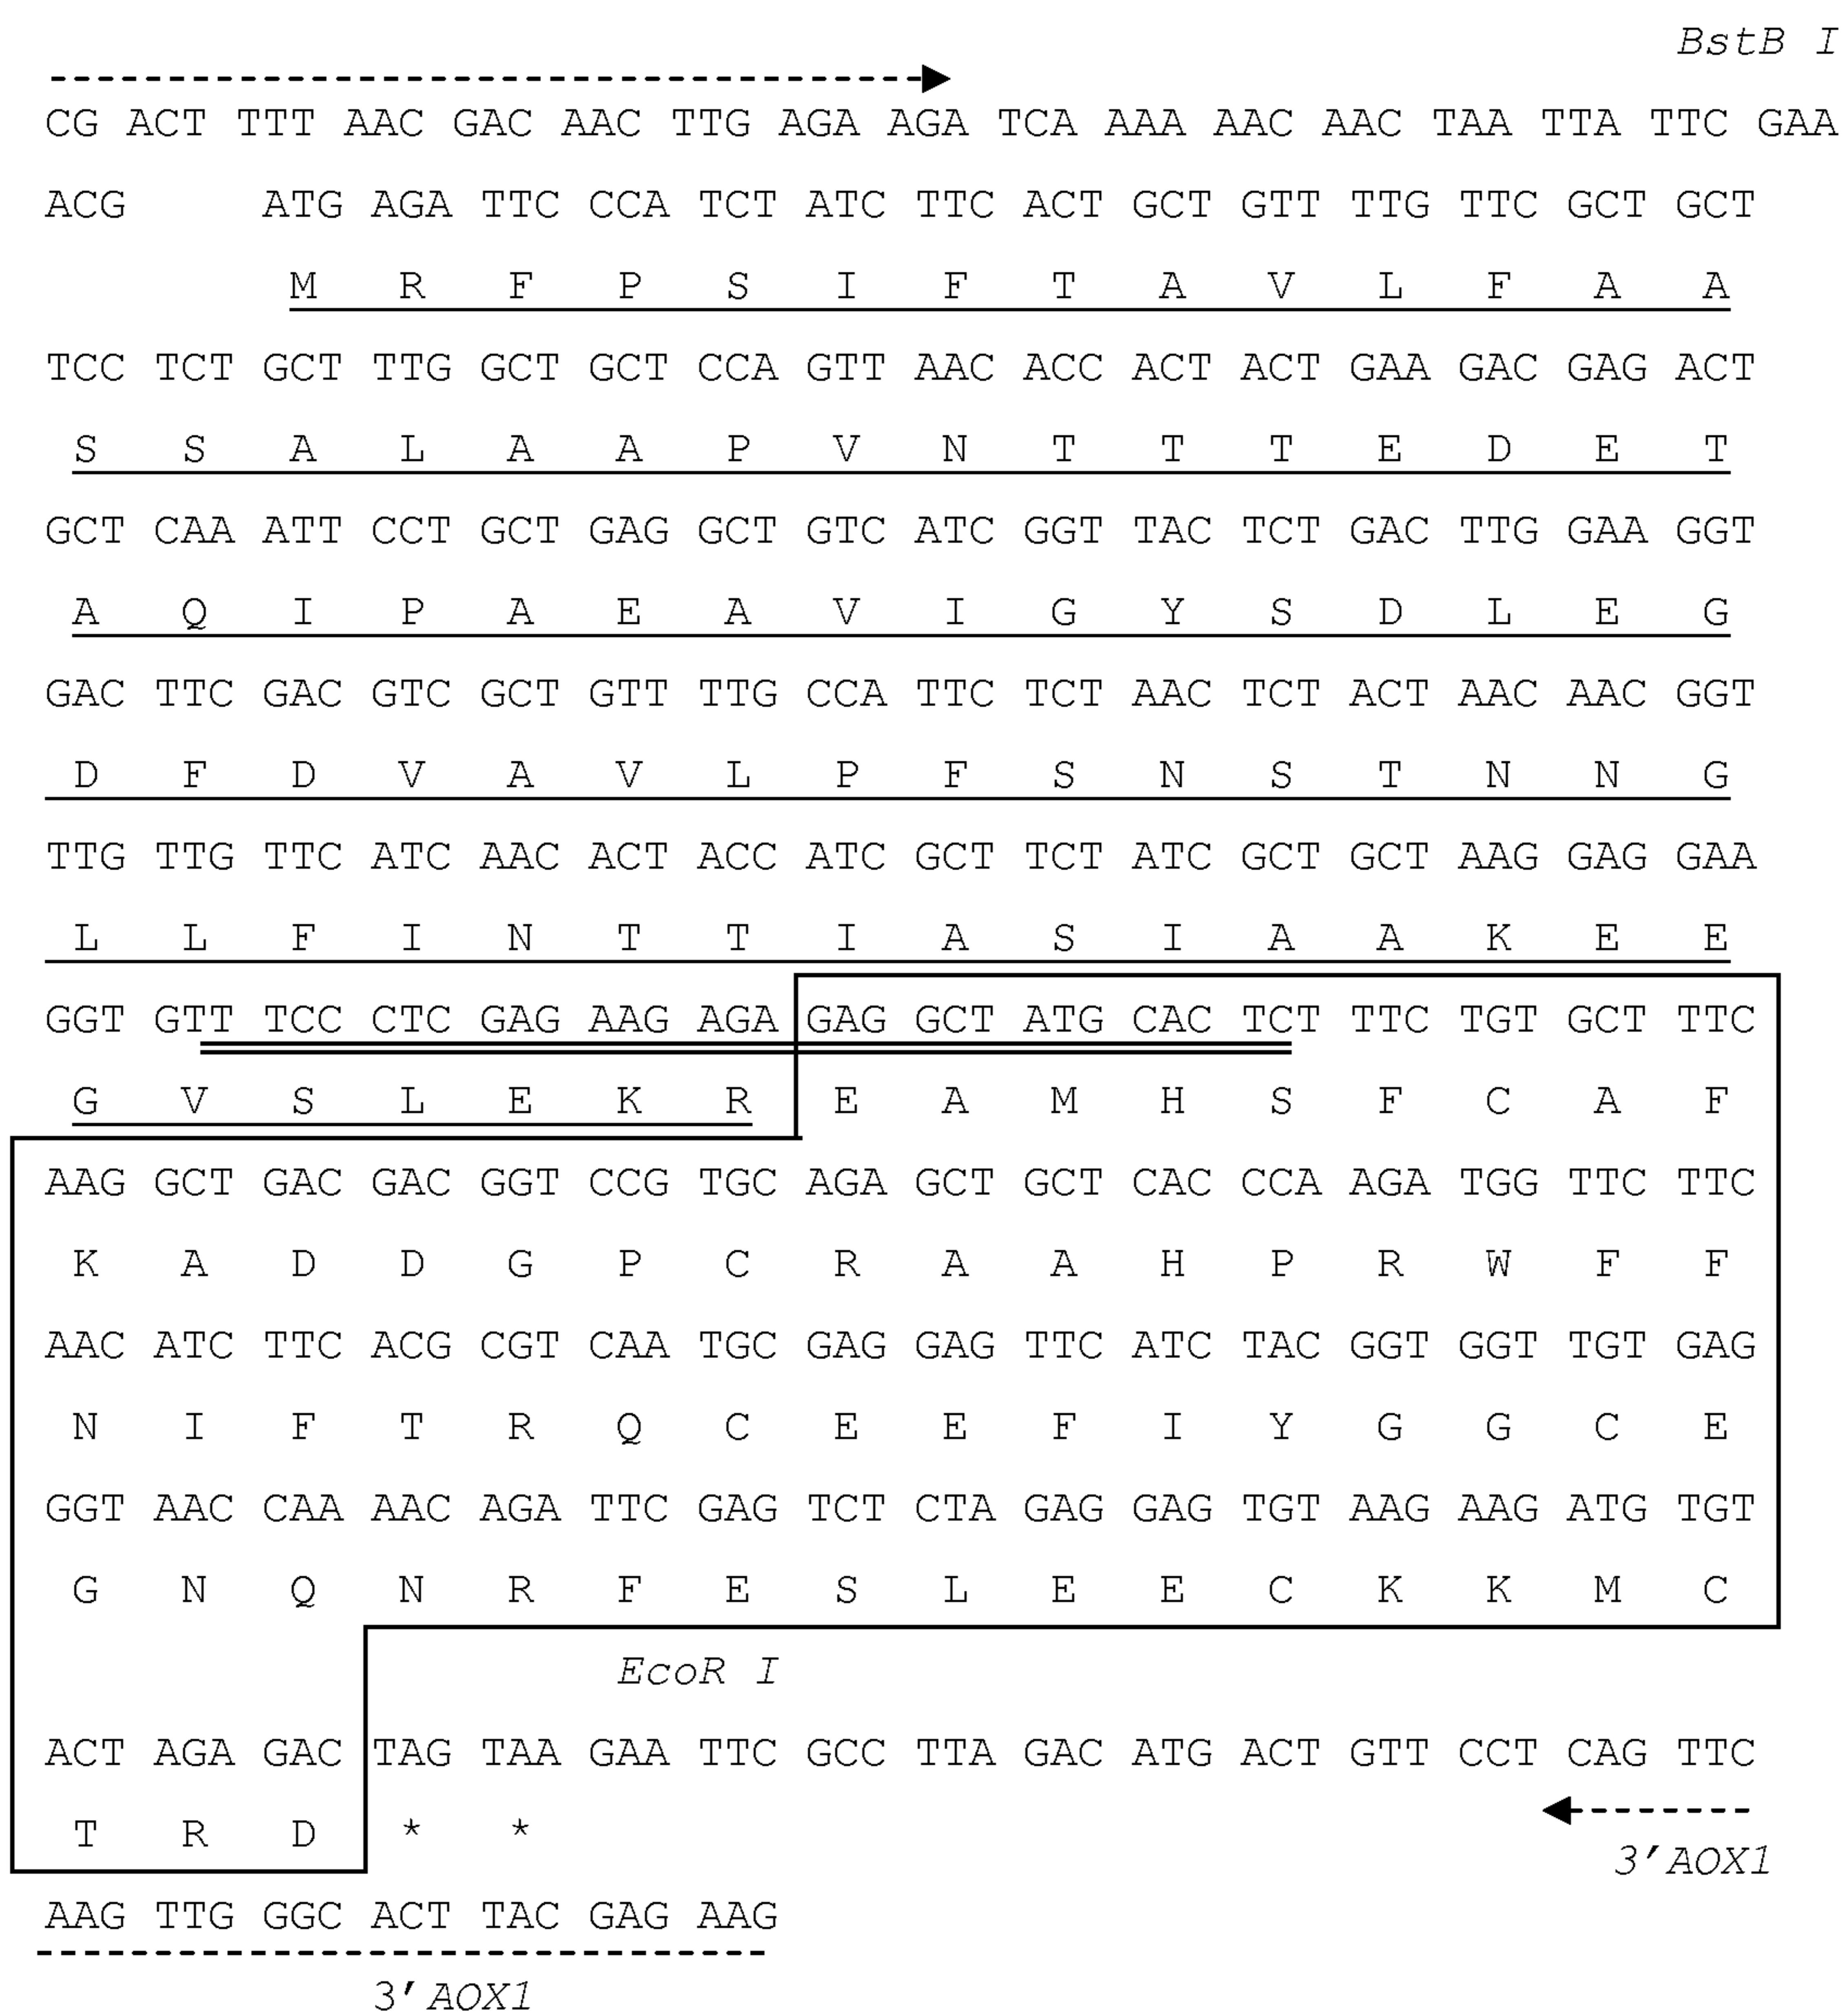 BstB I
CG ACT TTT AAC GAC AAC TTG AGA AGA TCA AAA AAC AAC TAA TTA TTC GAA
ACG ATG AGA TTC CCA TCT ATC TTC ACT GCT GTT TTG TTC GCT GCT
M R F P S I F T A V L F A A
TCC TCT GCT TTG GCT GCT CCA GTT AAC ACC ACT ACT GAA GAC GAG ACT
S S A L A A P V N T T T E D E T
GCT CAA ATT CCT GCT GAG GCT GTC ATC GGT TAC TCT GAC TTG GAA GGT
A Q I P A E A V I G Y S D L E G
GAC TTC GAC GTC GCT GTT TTG CCA TTC TCT AAC TCT ACT AAC AAC GGT
D F D V A V L P F S N S T N N G
TTG TTG TTC ATC AAC ACT ACC ATC GCT TCT ATC GCT GCT AAG GAG GAA
L L F I N T T I A S I A A K E E
GGT GTT TCC CTC GAG AAG AGA GAG GCT ATG CAC TCT TTC TGT GCT TTC
G V S L E K R E A M H S F C A F
AAG GCT GAC GAC GGT CCG TGC AGA GCT GCT CAC CCA AGA TGG TTC TTC
K A D D G P C R A A H P R W F F
AAC ATC TTC ACG CGT CAA TGC GAG GAG TTC ATC TAC GGT GGT TGT GAG
N I F T R Q C E E F I Y G G C E
GGT AAC CAA AAC AGA TTC GAG TCT CTA GAG GAG TGT AAG AAG ATG TGT
G N Q N R F E S L E E C K K M C
EcoR I
ACT AGA GAC TAG TAA GAA TTC GCC TTA GAC ATG ACT GTT CCT CAG TTC
T R D * *
3'AOX1
AAG TTG GGC ACT TAC GAG AAG
3'AOX1